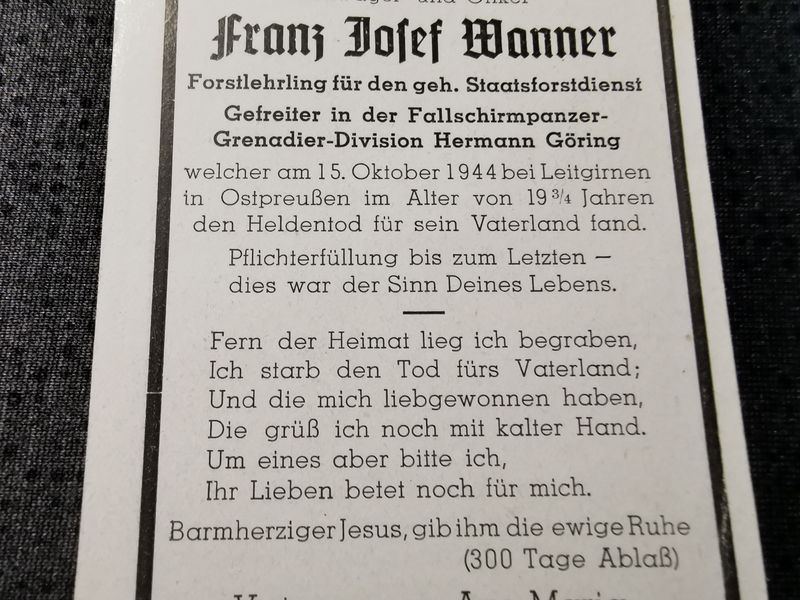 und Onkel
Franz Josef Wanner
Forstlehrling für den geh. Staatsforstdienst
Gefreiter in der Fallschirmpanzer-
Grenadier-Division Hermann Göring
welcher am 15. Oktober 1944 bei Leitgirnen
in Ostpreußen im Alter von 19 3/4 Jahren
den Heldentod für sein Vaterland fand.
Pflichterfüllung bis zum Letzten —
dies war der Sinn Deines Lebens.
Fern der Heimat lieg ich begraben,
Ich starb den Tod fürs Vaterland;
Und die mich liebgewonnen haben,
Die grüß ich noch mit kalter Hand.
Um eines aber bitte ich,
Ihr Lieben betet noch für mich.
Barmherziger Jesus, gib ihm die ewige Ruhe
(300 Tage Ablaß)